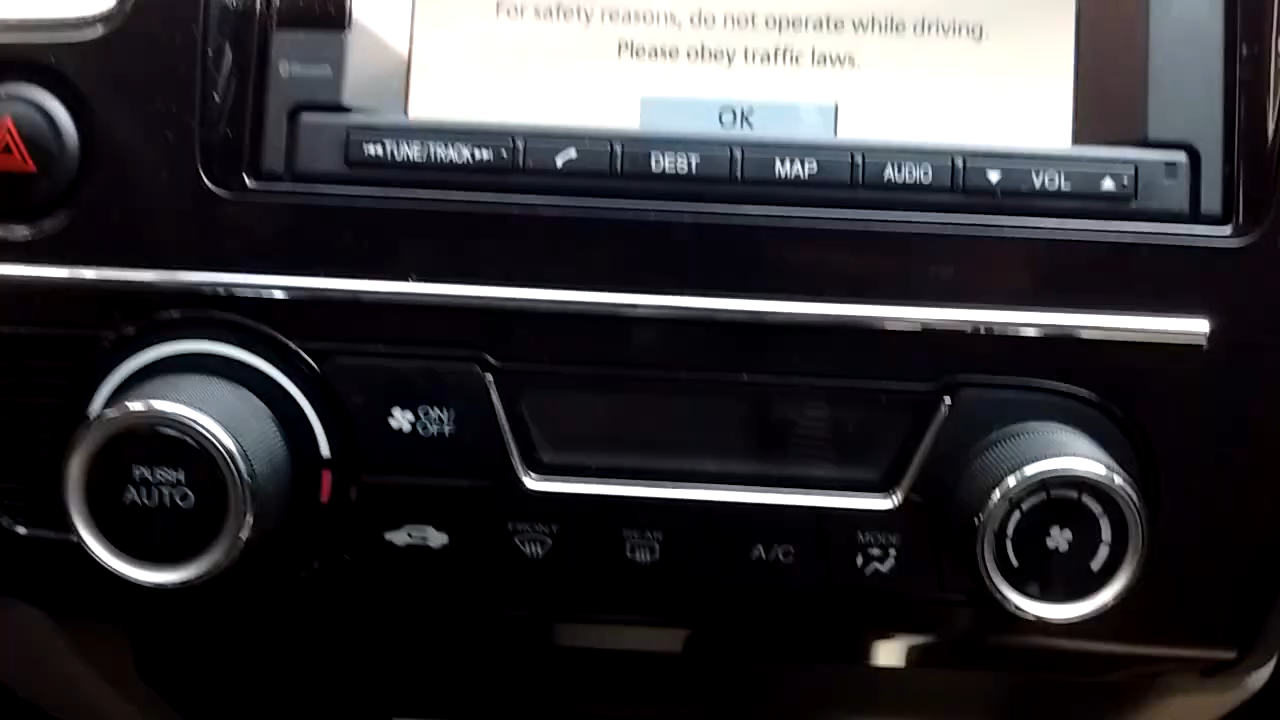 For safety reasons, do not operate while driving.
Please obey traffic laws.
OK
TUNE/TRACK
DEST
MAP
AUDIO
VOL
ON/
OFF
PUSH
AUTO
FRONT
REAR
A/C
MODE